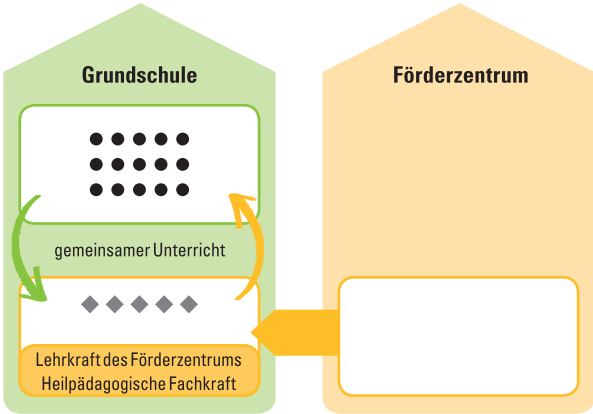 Grundschule
Förderzentrum
gemeinsamer Unterricht
Lehrkraft des Förderzentrums
Heilpädagogische Fachkraft